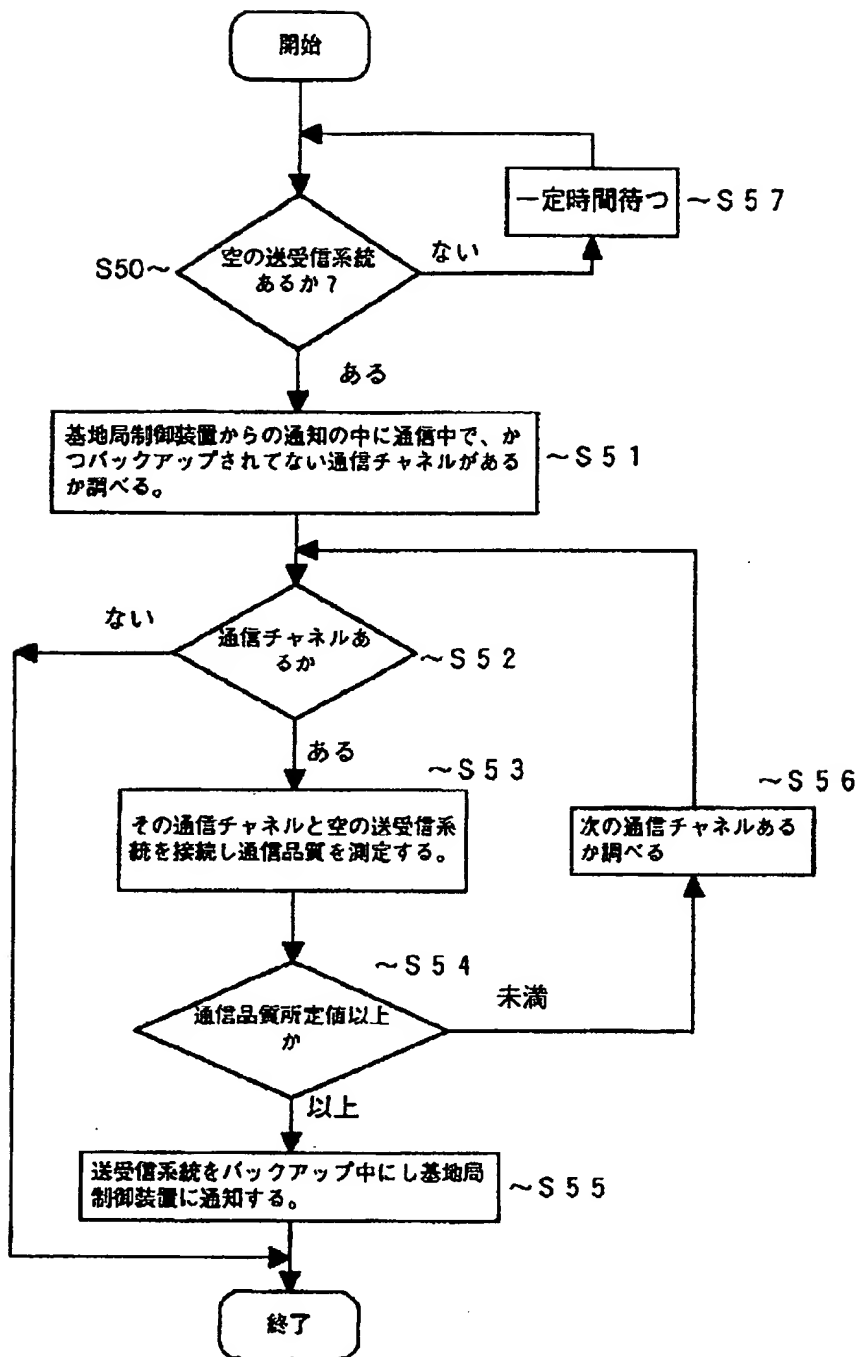 開始
一定時間待つ
～S57
S50～
空の送受信系統
あるか？
ない
ある
基地局制御装置からの通知の中に通信中で、か
つバックアップされてない通信チャネルがある
か調べる。
～S51
ない
通信チャネルあ
るか
～S52
ある
～S53
その通信チャネルと空の送受信系
統を接続し通信品質を測定する。
～S56
次の通信チャネルある
か調べる
～S54
通信品質所定値以上
か
未満
以上
送受信系統をバックアップ中にし基地局
制御装置に通知する。
～S55
終了